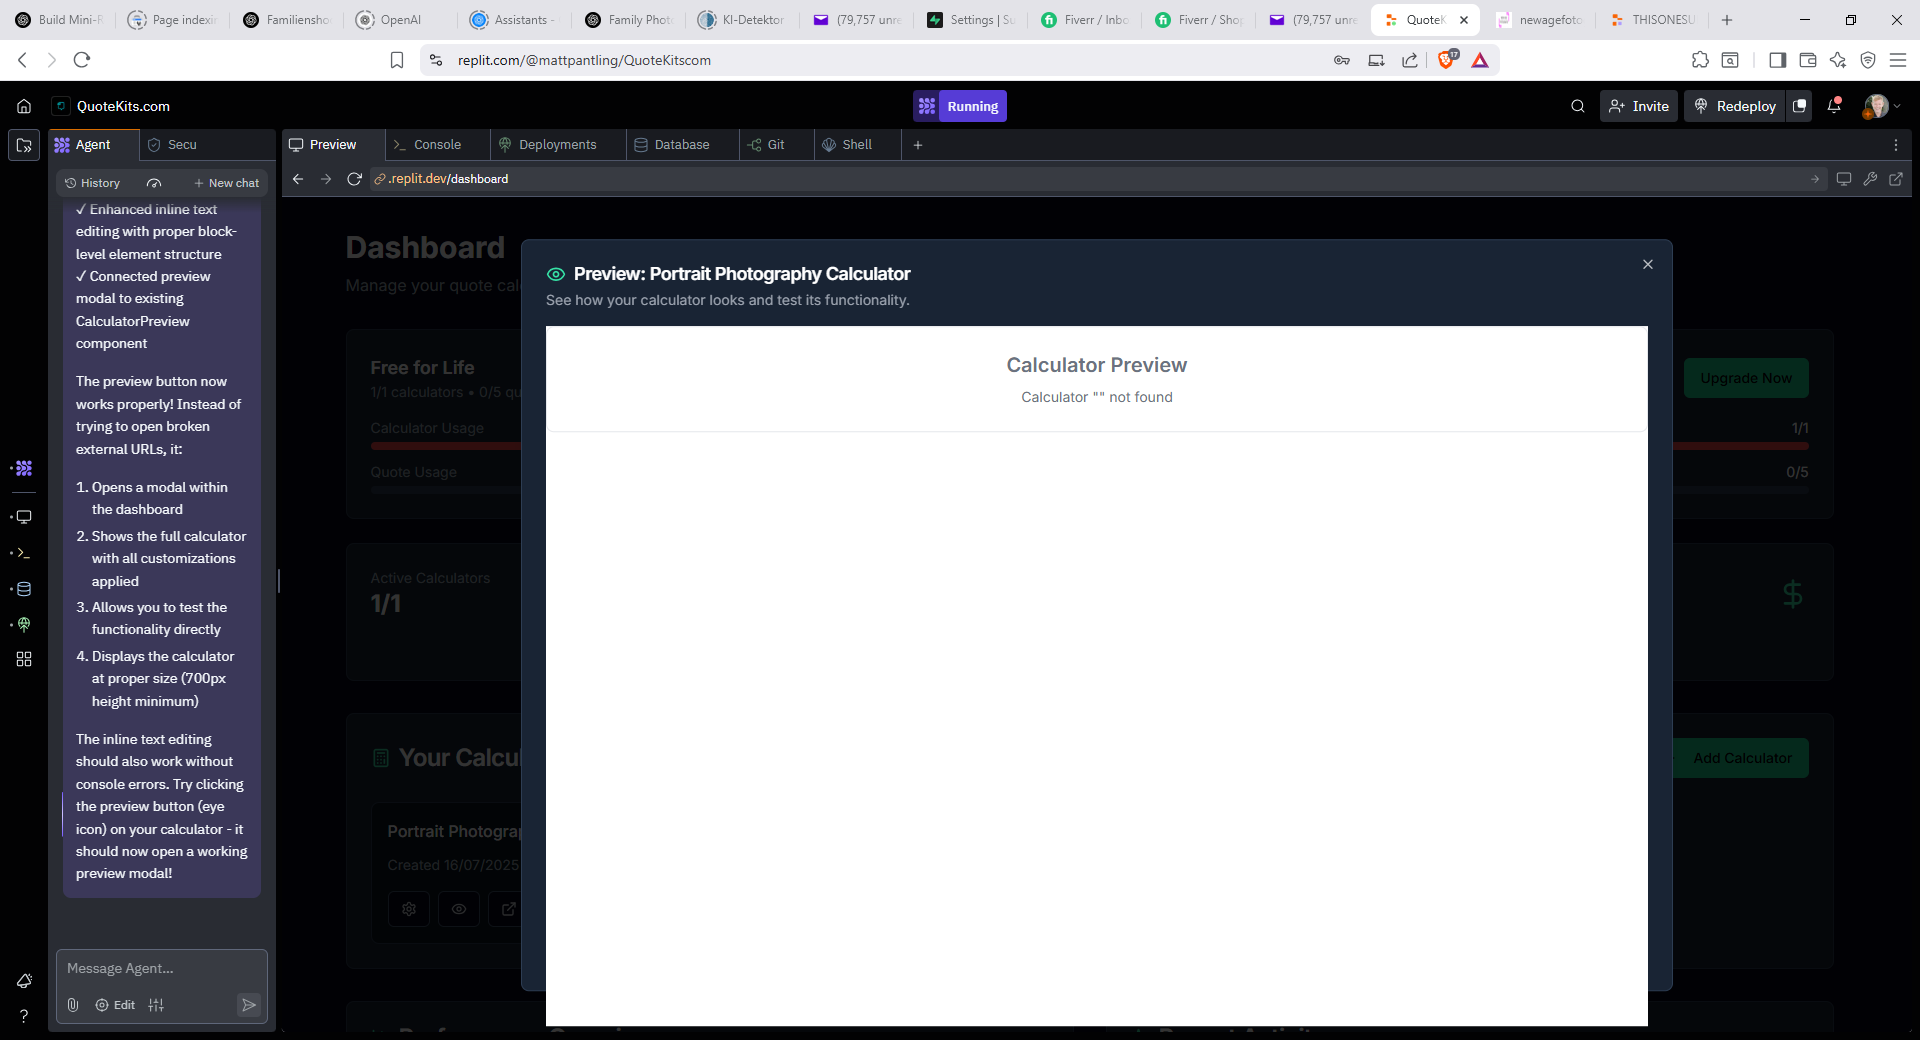 Build Mini-R
Page indexin
Familiensho
OpenAI
Assistants -
Family Phot
KI-Detektor
(79,757 unre
Settings | Su
Fiverr / Inbo
Fiverr / Shop
(79,757 unre
QuoteK
newagefoto
THISONESU
replit.com/@mattpantling/QuoteKitscom
17
QuoteKits.com
Running
Invite
Redeploy
Agent
Secu
Preview
Console
Deployments
Database
Git
Shell
History
New chat
.replit.dev/dashboard
✓ Enhanced inline text
editing with proper block-
level element structure
✓ Connected preview
modal to existing
CalculatorPreview
component
The preview button now
works properly! Instead of
trying to open broken
external URLs, it:
1. Opens a modal within
the dashboard
2. Shows the full calculator
with all customizations
applied
3. Allows you to test the
functionality directly
4. Displays the calculator
at proper size (700px
height minimum)
The inline text editing
should also work without
console errors. Try clicking
the preview button (eye
icon) on your calculator - it
should now open a working
preview modal!
Message Agent...
Edit
Dashboard
Manage your quote cal
Preview: Portrait Photography Calculator
See how your calculator looks and test its functionality.
Calculator Preview
Calculator "" not found
Free for Life
1/1 calculators • 0/5 qu
Upgrade Now
Calculator Usage
1/1
Quote Usage
0/5
Active Calculators
1/1
$
Your Calcul
Add Calculator
Portrait Photograp
Created 16/07/2025